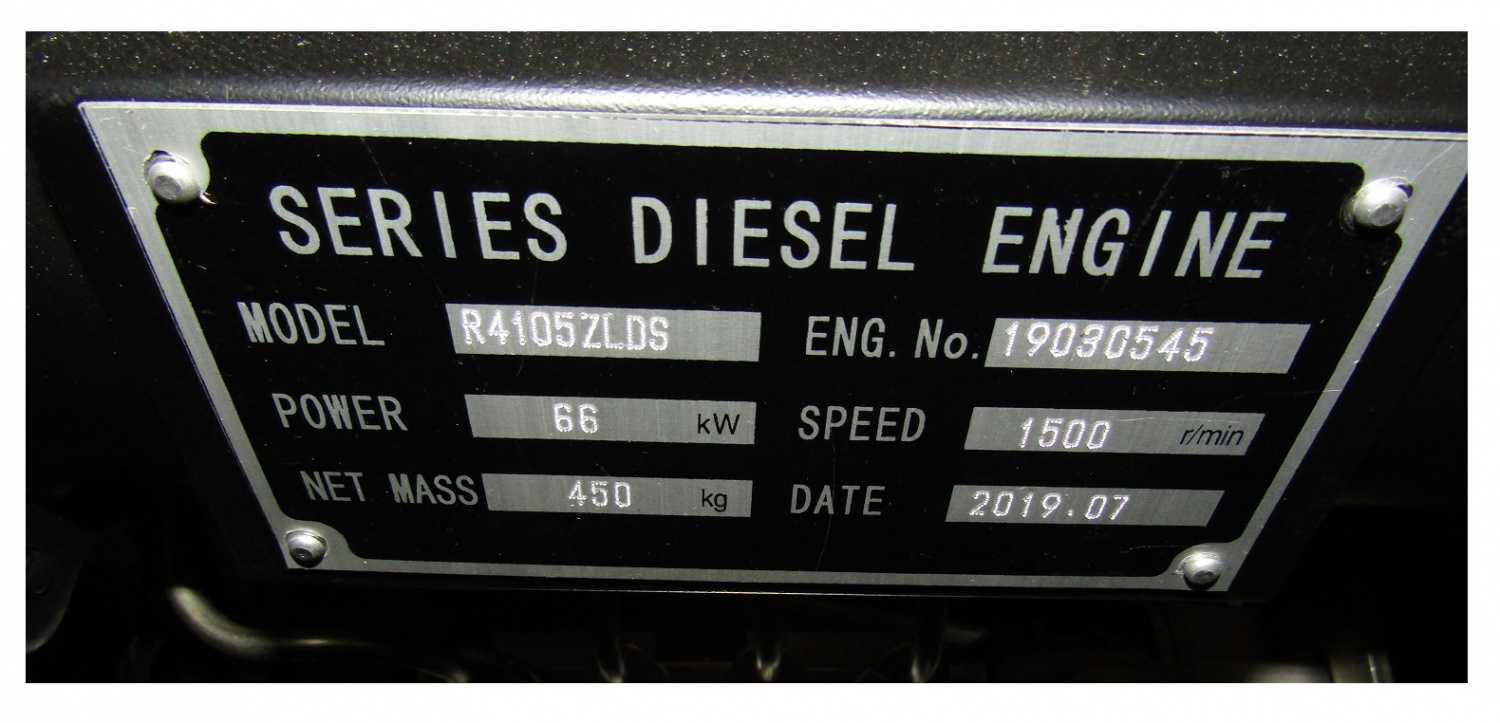 SERIES DIESEL ENGINE
MODEL R4105ZLDS ENG. No. 19030545
POWER 66 kW SPEED 1500 r/min
NET MASS 450 kg DATE 2019.07